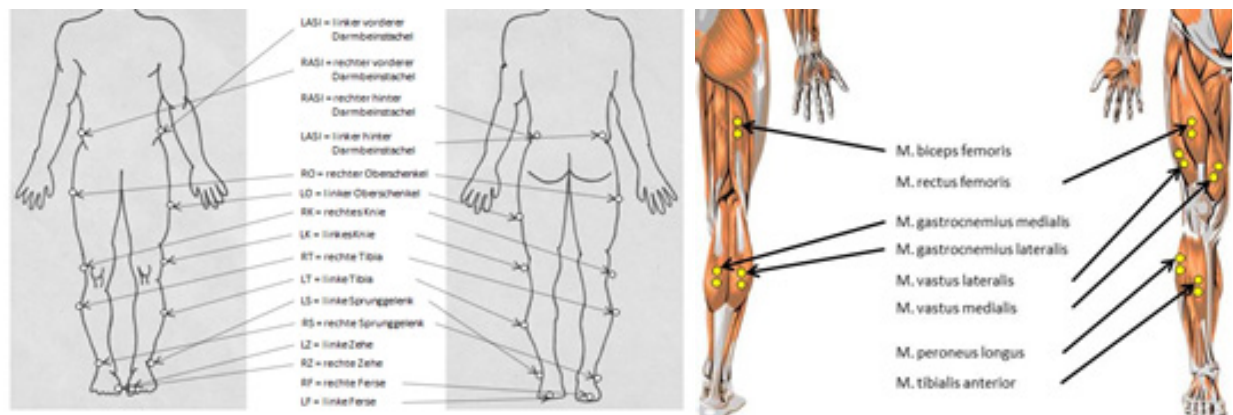 LASI = linker vorderer
Darmbeinstachel
RASI = rechter vorderer
Darmbeinstachel
RASI = rechter hinter
Darmbeinstachel
LASI = linker hinter
Darmbeinstachel
RO = rechter Oberschenkel
LO = linker Oberschenkel
RK = rechtes Knie
LK = linkes Knie
RT = rechte Tibia
LT = linke Tibia
LS = linke Sprunggelenk
RS = rechte Sprunggelenk
LZ = linke Zehe
RZ = rechte Zehe
RF = rechte Ferse
LF = linke Ferse
M. biceps femoris
M. rectus femoris
M. gastrocnemius medialis
M. gastrocnemius lateralis
M. vastus lateralis
M. vastus medialis
M. peroneus longus
M. tibialis anterior